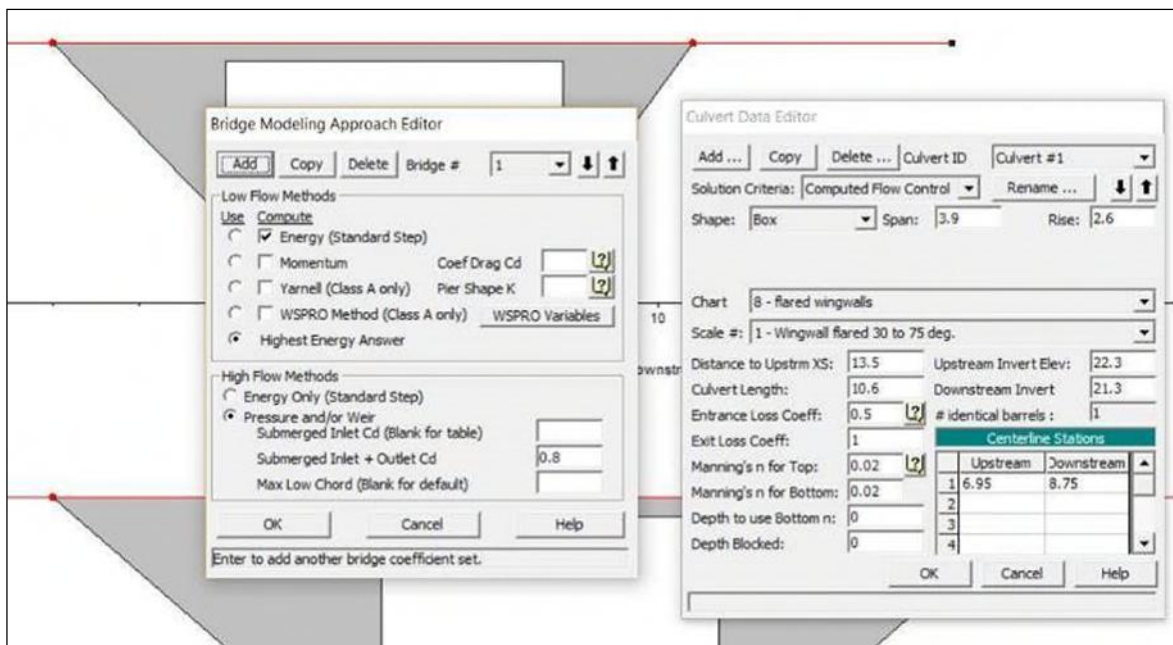 Bridge Modeling Approach Editor
Add Copy Delete Bridge # 1
Low Flow Methods
Use Compute
Energy (Standard Step)
Momentum Coef Drag Cd ?
Yarnell (Class A only) Pier Shape K ?
WSPRO Method (Class A only) WSPRO Variables
Highest Energy Answer
High Flow Methods
Energy Only (Standard Step)
Pressure and/or Weir
Submerged Inlet Cd (Blank for table)
Submerged Inlet + Outlet Cd 0.8
Max Low Chord (Blank for default)
OK Cancel Help
Enter to add another bridge coefficient set.
10
ownstr
Culvert Data Editor
Add ... Copy Delete ... Culvert ID Culvert #1
Solution Criteria: Computed Flow Control Rename ...
Shape: Box Span: 3.9 Rise: 2.6
Chart 8 - flared wingwalls
Scale #: 1 - Wingwall flared 30 to 75 deg.
Distance to Upstrm XS: 13.5 Upstream Invert Elev: 22.3
Culvert Length: 10.6 Downstream Invert 21.3
Entrance Loss Coeff: 0.5 ? # identical barrels : 1
Exit Loss Coeff: 1 Centerline Stations
Manning's n for Top: 0.02 ? Upstream Downstream
Manning's n for Bottom: 0.02 1 6.95 8.75
Depth to use Bottom n: 0 2
3
Depth Blocked: 0 4
OK Cancel Help